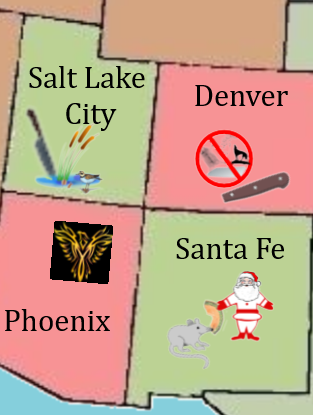 Salt Lake
City
Denver
Santa Fe
Phoenix